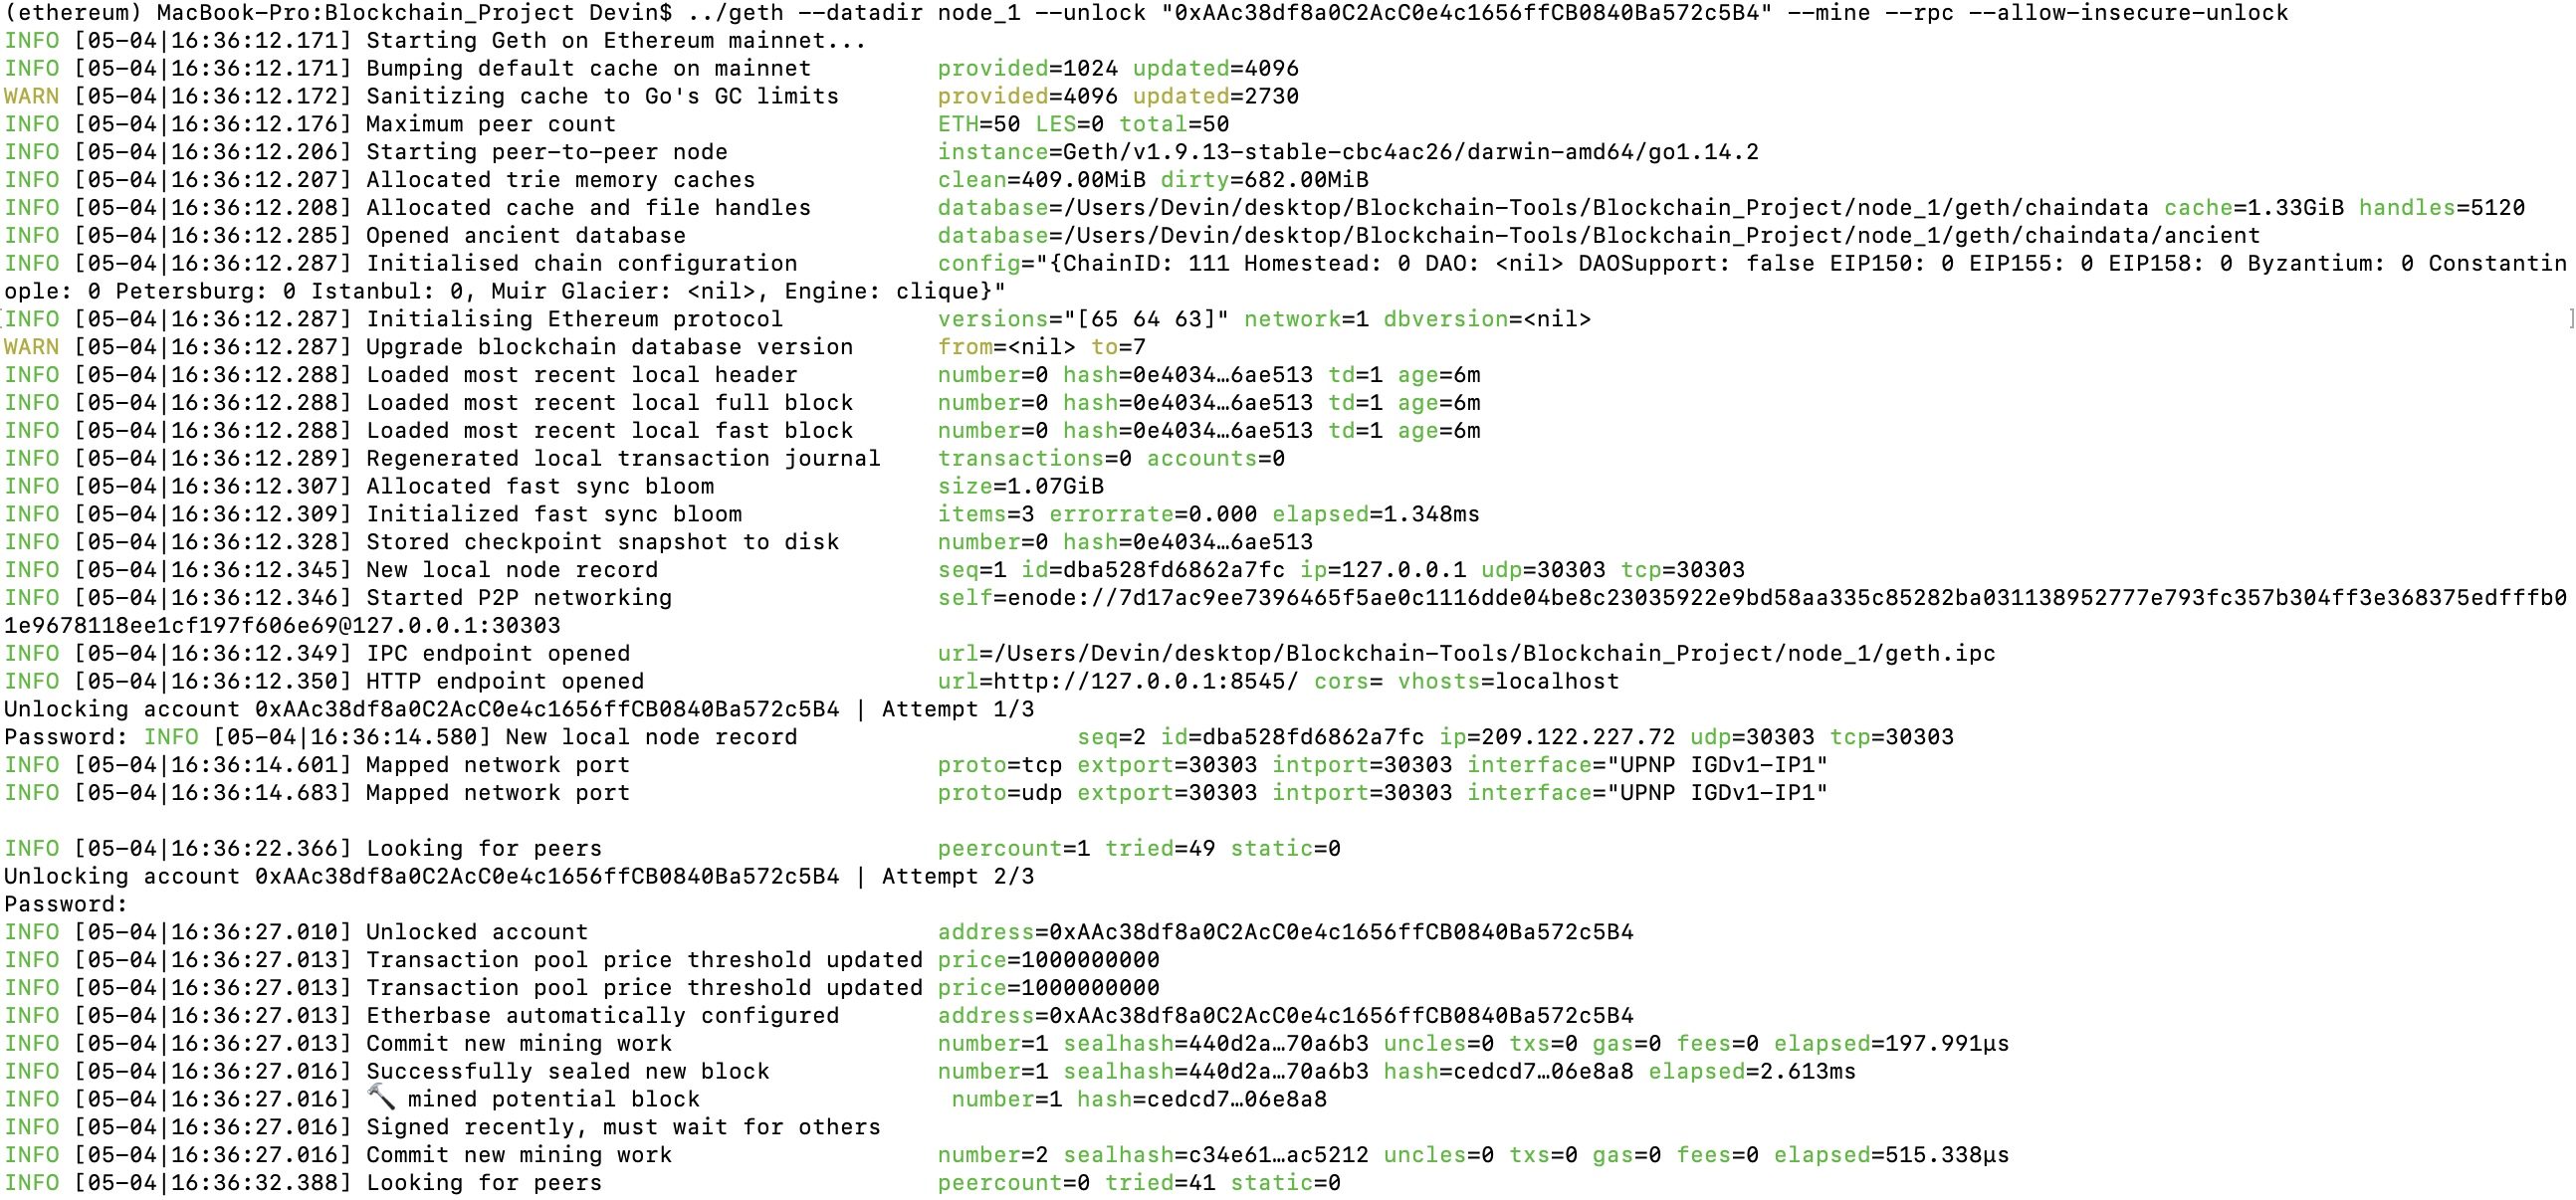 (ethereum) MacBook-Pro:Blockchain_Project Devin$ ../geth --datadir node_1 --unlock "0xAAc38df8a0C2AcC0e4c1656ffCB0840Ba572c5B4" --mine --rpc --allow-insecure-unlock
INFO [05-04|16:36:12.171] Starting Geth on Ethereum mainnet...
INFO [05-04|16:36:12.171] Bumping default cache on mainnet         provided=1024 updated=4096
WARN [05-04|16:36:12.172] Sanitizing cache to Go's GC limits       provided=4096 updated=2730
INFO [05-04|16:36:12.176] Maximum peer count                       ETH=50 LES=0 total=50
INFO [05-04|16:36:12.206] Starting peer-to-peer node               instance=Geth/v1.9.13-stable-cbc4ac26/darwin-amd64/go1.14.2
INFO [05-04|16:36:12.207] Allocated trie memory caches             clean=409.00MiB dirty=682.00MiB
INFO [05-04|16:36:12.208] Allocated cache and file handles         database=/Users/Devin/desktop/Blockchain-Tools/Blockchain_Project/node_1/geth/chaindata cache=1.33GiB handles=5120
INFO [05-04|16:36:12.285] Opened ancient database                  database=/Users/Devin/desktop/Blockchain-Tools/Blockchain_Project/node_1/geth/chaindata/ancient
INFO [05-04|16:36:12.287] Initialised chain configuration          config="{ChainID: 111 Homestead: 0 DAO: <nil> DAOSupport: false EIP150: 0 EIP155: 0 EIP158: 0 Byzantium: 0 Constantin
ople: 0 Petersburg: 0 Istanbul: 0, Muir Glacier: <nil>, Engine: clique}"
[INFO [05-04|16:36:12.287] Initialising Ethereum protocol           versions="[65 64 63]" network=1 dbversion=<nil> ]
WARN [05-04|16:36:12.287] Upgrade blockchain database version      from=<nil> to=7
INFO [05-04|16:36:12.288] Loaded most recent local header          number=0 hash=0e4034…6ae513 td=1 age=6m
INFO [05-04|16:36:12.288] Loaded most recent local full block      number=0 hash=0e4034…6ae513 td=1 age=6m
INFO [05-04|16:36:12.288] Loaded most recent local fast block      number=0 hash=0e4034…6ae513 td=1 age=6m
INFO [05-04|16:36:12.289] Regenerated local transaction journal    transactions=0 accounts=0
INFO [05-04|16:36:12.307] Allocated fast sync bloom                size=1.07GiB
INFO [05-04|16:36:12.309] Initialized fast sync bloom              items=3 errorrate=0.000 elapsed=1.348ms
INFO [05-04|16:36:12.328] Stored checkpoint snapshot to disk       number=0 hash=0e4034…6ae513
INFO [05-04|16:36:12.345] New local node record                    seq=1 id=dba528fd6862a7fc ip=127.0.0.1 udp=30303 tcp=30303
INFO [05-04|16:36:12.346] Started P2P networking                   self=enode://7d17ac9ee7396465f5ae0c1116dde04be8c23035922e9bd58aa335c85282ba031138952777e793fc357b304ff3e368375edfffb0
1e9678118ee1cf197f606e69@127.0.0.1:30303
INFO [05-04|16:36:12.349] IPC endpoint opened                      url=/Users/Devin/desktop/Blockchain-Tools/Blockchain_Project/node_1/geth.ipc
INFO [05-04|16:36:12.350] HTTP endpoint opened                     url=http://127.0.0.1:8545/ cors= vhosts=localhost
Unlocking account 0xAAc38df8a0C2AcC0e4c1656ffCB0840Ba572c5B4 | Attempt 1/3
Password: INFO [05-04|16:36:14.580] New local node record                    seq=2 id=dba528fd6862a7fc ip=209.122.227.72 udp=30303 tcp=30303
INFO [05-04|16:36:14.601] Mapped network port                      proto=tcp extport=30303 intport=30303 interface="UPNP IGDv1-IP1"
INFO [05-04|16:36:14.683] Mapped network port                      proto=udp extport=30303 intport=30303 interface="UPNP IGDv1-IP1"
INFO [05-04|16:36:22.366] Looking for peers                        peercount=1 tried=49 static=0
Unlocking account 0xAAc38df8a0C2AcC0e4c1656ffCB0840Ba572c5B4 | Attempt 2/3
Password:
INFO [05-04|16:36:27.010] Unlocked account                         address=0xAAc38df8a0C2AcC0e4c1656ffCB0840Ba572c5B4
INFO [05-04|16:36:27.013] Transaction pool price threshold updated price=1000000000
INFO [05-04|16:36:27.013] Transaction pool price threshold updated price=1000000000
INFO [05-04|16:36:27.013] Etherbase automatically configured       address=0xAAc38df8a0C2AcC0e4c1656ffCB0840Ba572c5B4
INFO [05-04|16:36:27.013] Commit new mining work                   number=1 sealhash=440d2a…70a6b3 uncles=0 txs=0 gas=0 fees=0 elapsed=197.991µs
INFO [05-04|16:36:27.016] Successfully sealed new block            number=1 sealhash=440d2a…70a6b3 hash=cedcd7…06e8a8 elapsed=2.613ms
INFO [05-04|16:36:27.016] 🔨 mined potential block                  number=1 hash=cedcd7…06e8a8
INFO [05-04|16:36:27.016] Signed recently, must wait for others
INFO [05-04|16:36:27.016] Commit new mining work                   number=2 sealhash=c34e61…ac5212 uncles=0 txs=0 gas=0 fees=0 elapsed=515.338µs
INFO [05-04|16:36:32.388] Looking for peers                        peercount=0 tried=41 static=0